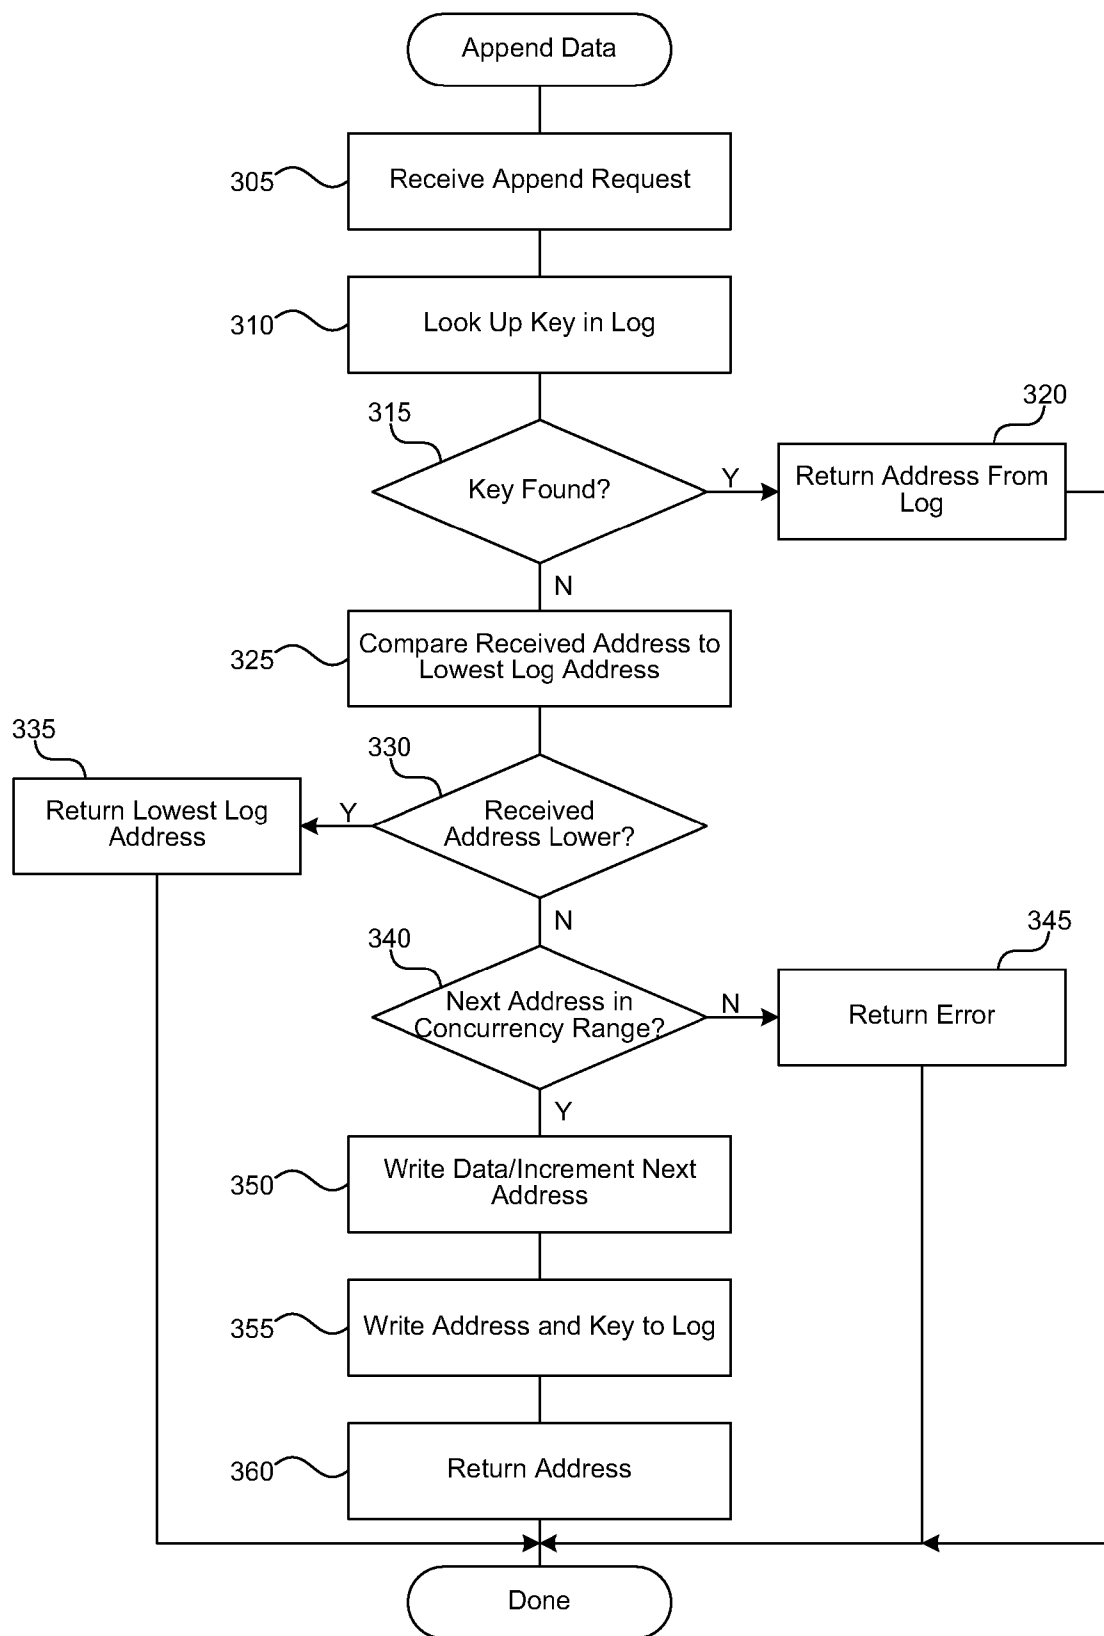 Append Data
305
Receive Append Request
310
Look Up Key in Log
315
Key Found?
Y
320
Return Address From
Log
N
325
Compare Received Address to
Lowest Log Address
335
Return Lowest Log
Address
330
Y
Received
Address Lower?
N
340
Next Address in
Concurrency Range?
N
345
Return Error
Y
350
Write Data/Increment Next
Address
355
Write Address and Key to Log
360
Return Address
Done